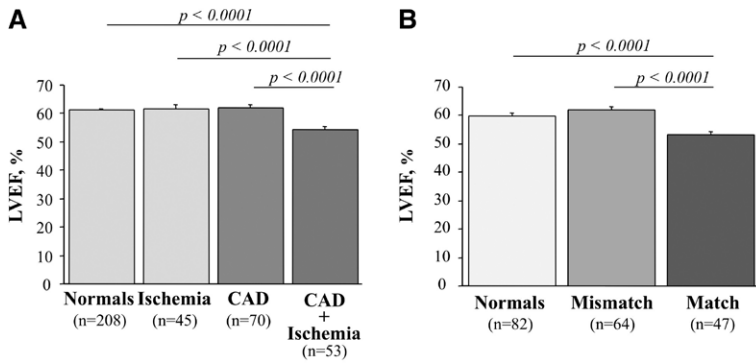 A
p < 0.0001
p < 0.0001
p < 0.0001
LVEF, %
70
60
50
40
30
20
10
0
Normals Ischemia CAD CAD
+
Ischemia
(n=208) (n=45) (n=70)
(n=53)
B
p < 0.0001
p < 0.0001
LVEF, %
70
60
50
40
30
20
10
0
Normals Mismatch Match
(n=82) (n=64) (n=47)